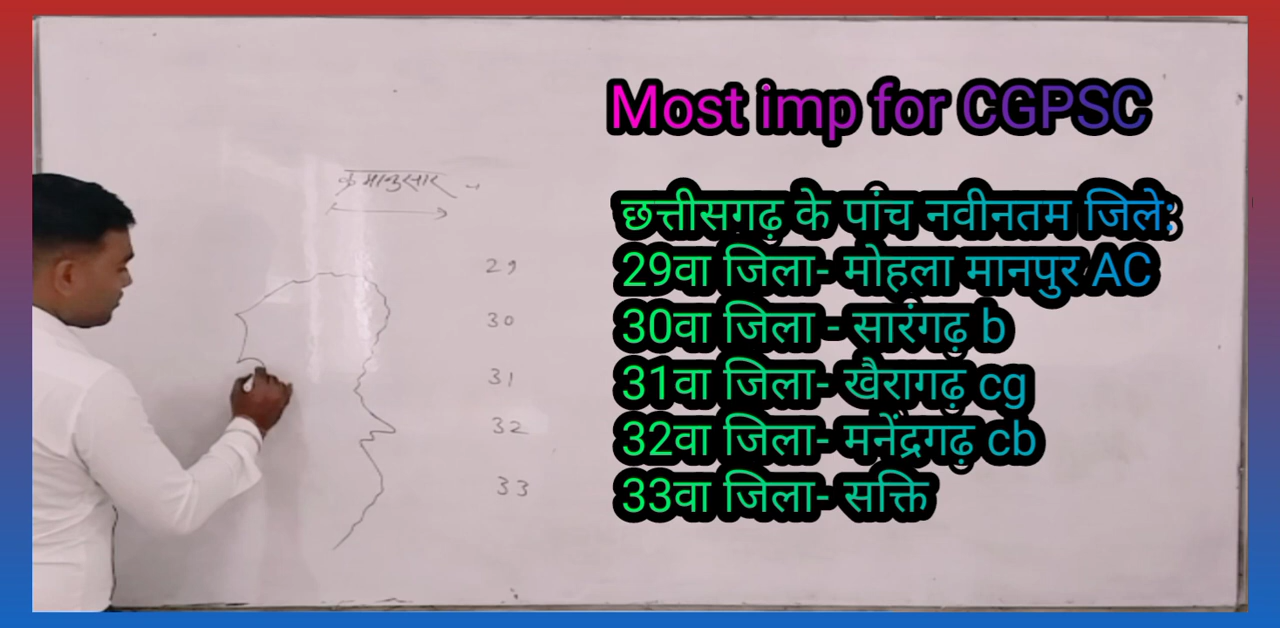 Most imp for CGPSC
छत्तीसगढ़ के पांच नवीनतम जिले:
29वा जिला- मोहला मानपुर AC
30वा जिला - सारंगढ़ b
31वा जिला- खैरागढ़ cg
32वा जिला- मनेंद्रगढ़ cb
33वा जिला- सक्ति
क्रमानुसार
29
30
31
32
33